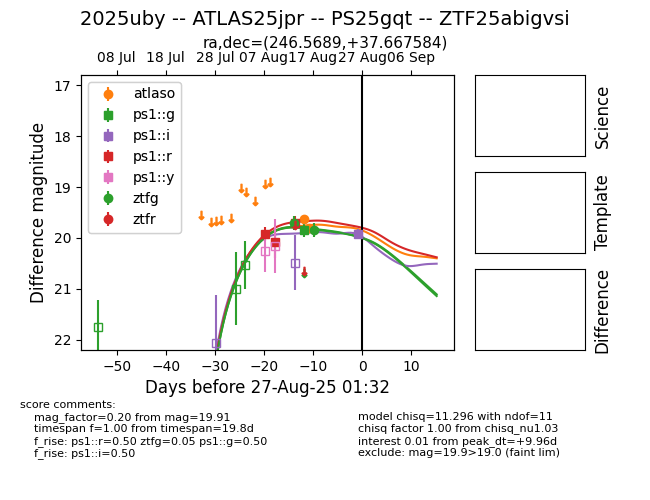 2025uby -- ATLAS25jpr -- PS25gqt -- ZTF25abigvsi
ra,dec=(246.5689,+37.667584)
08 Jul 18 Jul 28 Jul 07 Aug 17 Aug 27 Aug 06 Sep
17
18
19
20
21
22
Difference magnitude
atlaso
ps1::g
ps1::i
ps1::r
ps1::y
ztfg
ztfr
−50 −40 −30 −20 −10 0 10
Days before 27-Aug-25 01:32
Science
Template
Difference
score comments:
mag_factor=0.20 from mag=19.91
timespan f=1.00 from timespan=19.8d
f_rise: ps1::r=0.50 ztfg=0.05 ps1::g=0.50
f_rise: ps1::i=0.50
model chisq=11.296 with ndof=11
chisq factor 1.00 from chisq_nu1.03
interest 0.01 from peak_dt=+9.96d
exclude: mag=19.9>19.0 (faint lim)